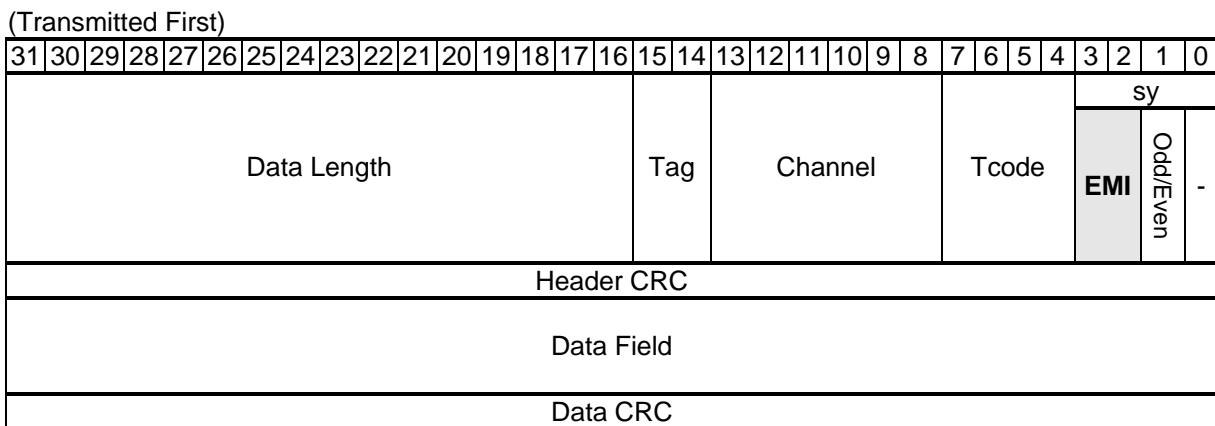 (Transmitted First)
31 30 29 28 27 26 25 24 23 22 21 20 19 18 17 16 15 14 13 12 11 10 9 8 7 6 5 4 3 2 1 0
sy
Data Length Tag Channel Tcode EMI Odd/Even -
Header CRC
Data Field
Data CRC